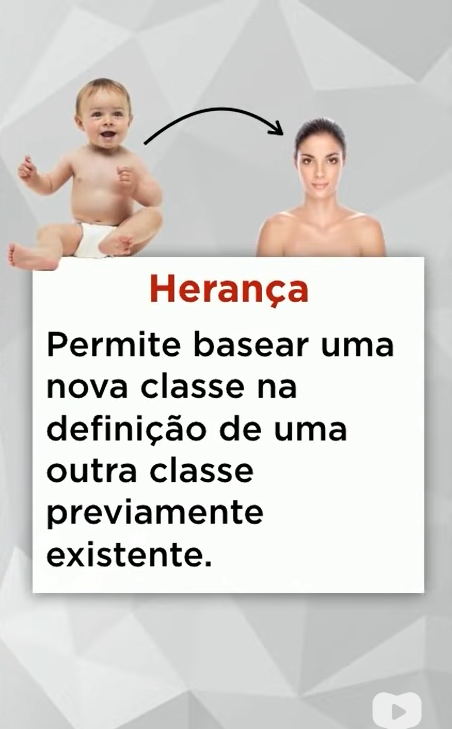 Herança
Permite basear uma
nova classe na
definição de uma
outra classe
previamente
existente.